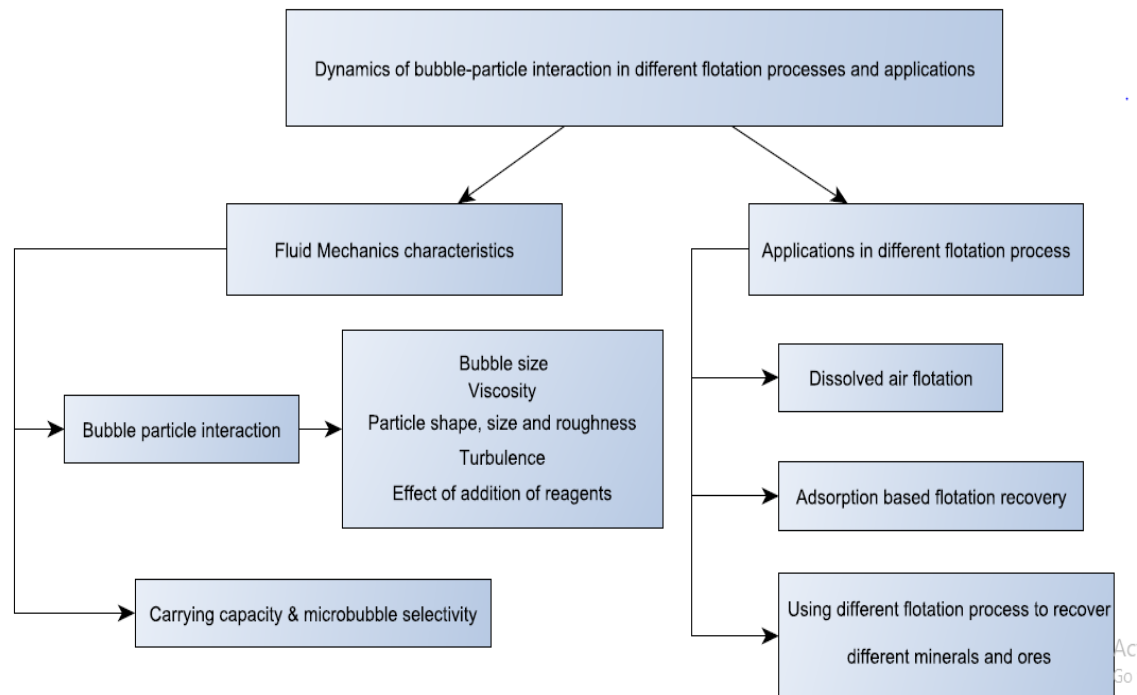 Dynamics of bubble-particle interaction in different flotation processes and applications
Fluid Mechanics characteristics
Applications in different flotation process
Bubble size
Viscosity
Particle shape, size and roughness
Turbulence
Effect of addition of reagents
Bubble particle interaction
Dissolved air flotation
Adsorption based flotation recovery
Carrying capacity & microbubble selectivity
Using different flotation process to recover
different minerals and ores
Ac
Go